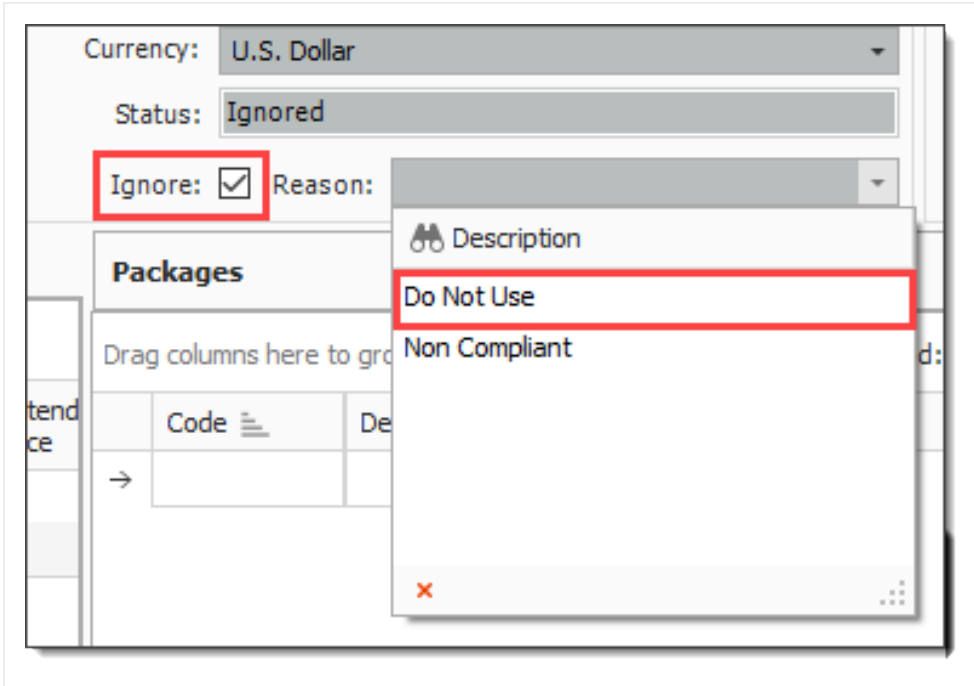 Currency: U.S. Dollar
Status: Ignored
Ignore: Reason:
Description
Packages
Do Not Use
Drag columns here to gro
Non Compliant
d:
tend
ce
Code
De